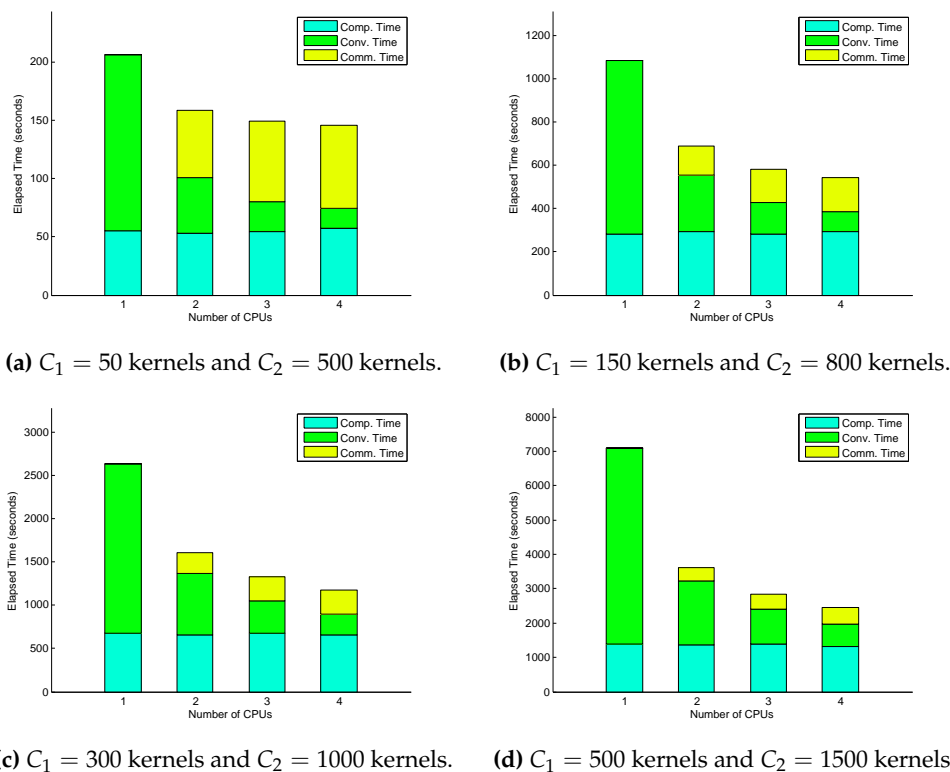 Comp. Time
Conv. Time
Comm. Time
200
150
100
50
0
Elapsed Time (seconds)
1 2 3 4
Number of CPUs
(a) C₁ = 50 kernels and C₂ = 500 kernels.
Comp. Time
Conv. Time
Comm. Time
1200
1000
800
600
400
200
0
Elapsed Time (seconds)
1 2 3 4
Number of CPUs
(b) C₁ = 150 kernels and C₂ = 800 kernels.
Comp. Time
Conv. Time
Comm. Time
3000
2500
2000
1500
1000
500
0
Elapsed Time (seconds)
1 2 3 4
Number of CPUs
(c) C₁ = 300 kernels and C₂ = 1000 kernels.
Comp. Time
Conv. Time
Comm. Time
8000
7000
6000
5000
4000
3000
2000
1000
0
Elapsed Time (seconds)
1 2 3 4
Number of CPUs
(d) C₁ = 500 kernels and C₂ = 1500 kernels